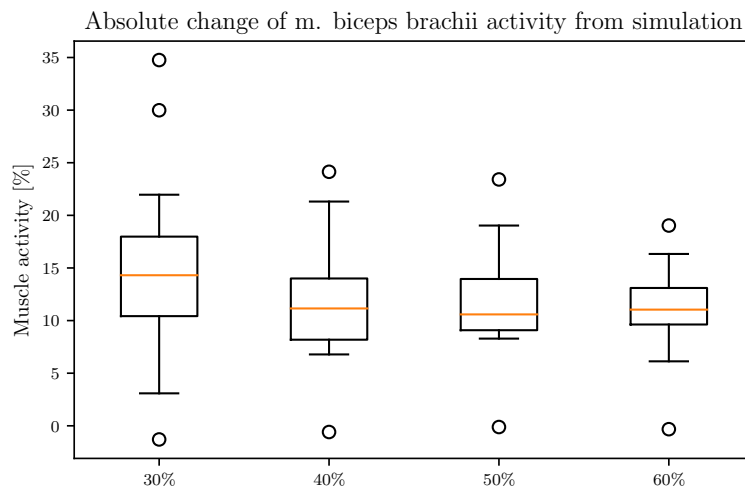 Absolute change of m. biceps brachii activity from simulation
Muscle activity [%]
35
30
25
20
15
10
5
0
30% 40% 50% 60%